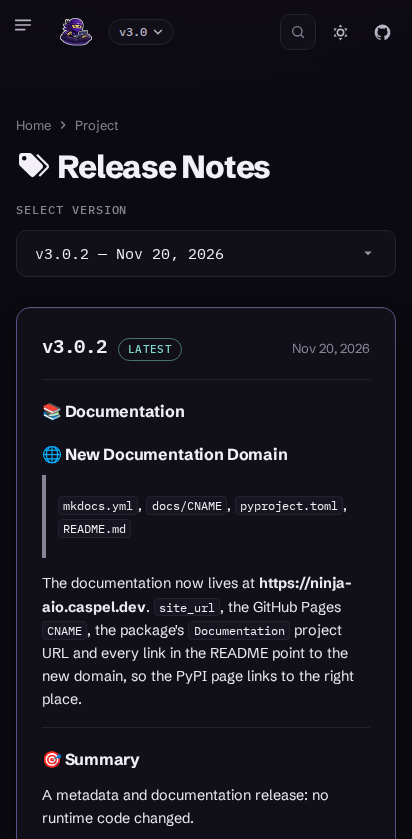 v3.0
Home > Project
Release Notes
SELECT VERSION
v3.0.2 — Nov 20, 2026
v3.0.2 LATEST Nov 20, 2026
📚 Documentation
🌐 New Documentation Domain
mkdocs.yml, docs/CNAME, pyproject.toml,
README.md
The documentation now lives at https://ninja-
aio.caspel.dev. site_url, the GitHub Pages
CNAME, the package's Documentation project
URL and every link in the README point to the
new domain, so the PyPI page links to the right
place.
🎯 Summary
A metadata and documentation release: no
runtime code changed.